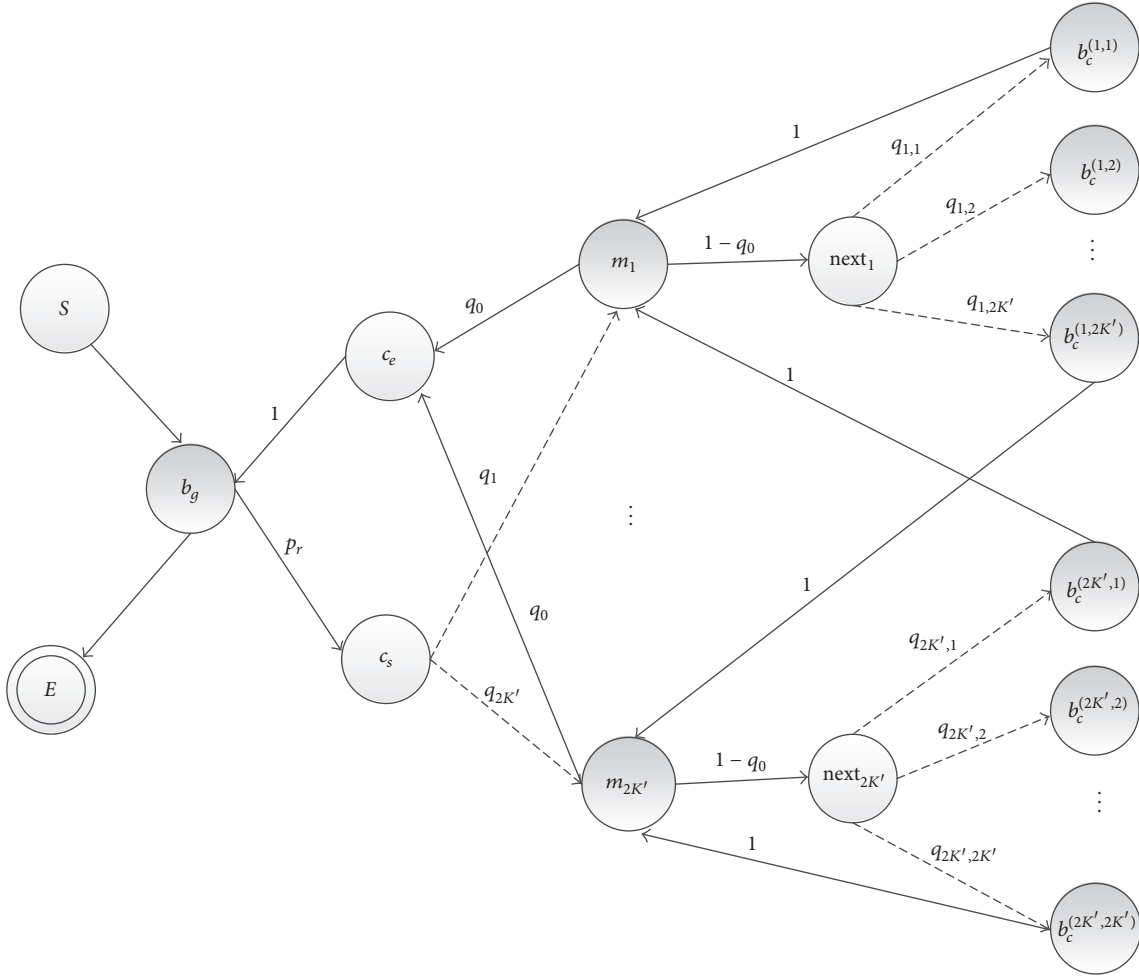 b_c^{(1,1)}
1
q_{1,1}
b_c^{(1,2)}
q_{1,2}
1 − q_0
⋮
m_1
next_1
S
q_0
q_{1,2K′}
b_c^{(1,2K′)}
c_e
1
1
q_1
b_g
⋮
p_r
1
b_c^{(2K′,1)}
q_0
q_{2K′,1}
c_s
E
q_{2K′}
b_c^{(2K′,2)}
q_{2K′,2}
1 − q_0
m_{2K′}
next_{2K′}
⋮
1
q_{2K′,2K′}
b_c^{(2K′,2K′)}